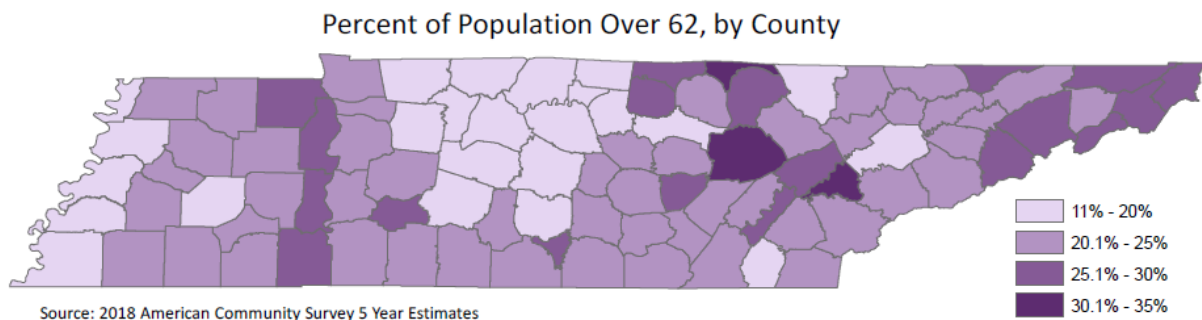 Percent of Population Over 62, by County
11% - 20%
20.1% - 25%
25.1% - 30%
30.1% - 35%
Source: 2018 American Community Survey 5 Year Estimates